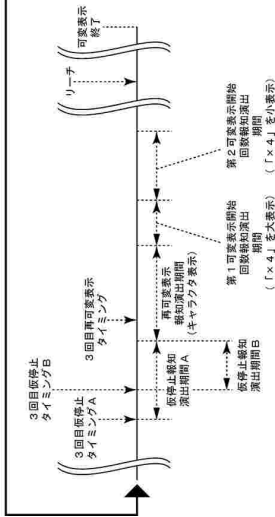 3回目仮停止
タイミングB
3回目仮停止
タイミングA
3回目再可変表示
タイミング
リーチ
可変表示
終了
仮停止報知
演出期間A
仮停止報知
演出期間B
再可変表示
報知演出期間
(キャラクタ表示)
第1可変表示開始
回数報知演出
期間
(「×4」を大表示)
第2可変表示開始
回数報知演出
期間
(「×4」を小表示)